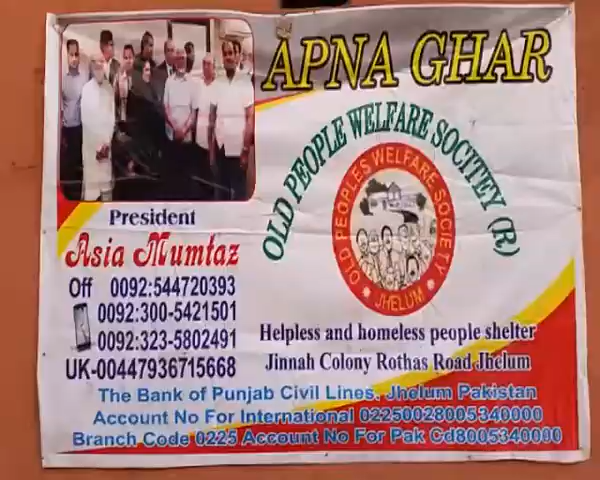 APNA GHAR
OLD PEOPLE WELFARE SOCITEY (R)
OLD PEOPLES WELFARE SOCIETY
JHELUM
President
Asia Mumtaz
Off 0092:544720393
0092:300-5421501
0092:323-5802491
UK-00447936715668
Helpless and homeless people shelter
Jinnah Colony Rothas Road Jhelum
The Bank of Punjab Civil Lines. Jhelum Pakistan
Account No For International 02250028005340000
Branch Code 0225 Account No For Pak Cd8005340000